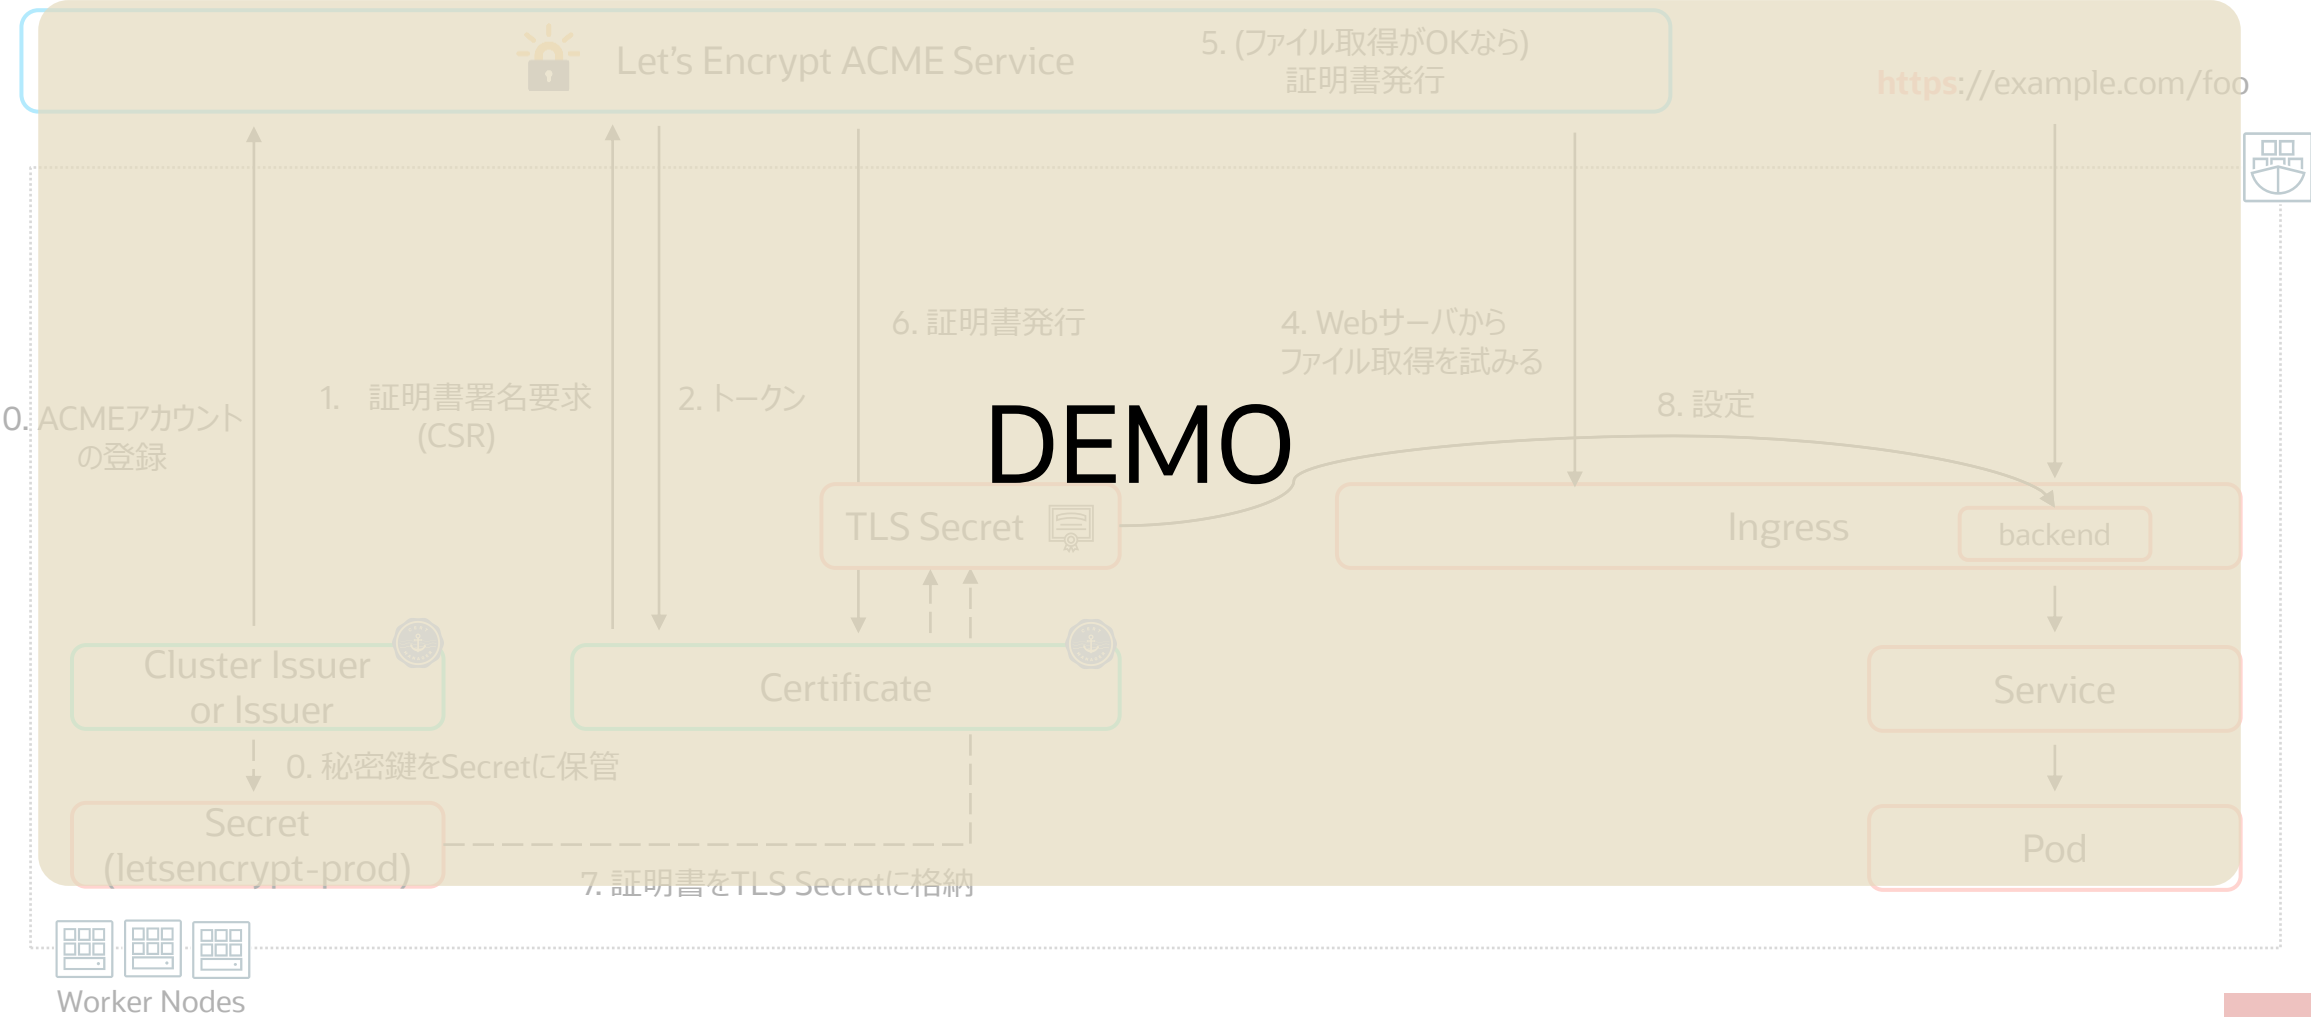 Let's Encrypt ACME Service
5. (ファイル取得がOKなら)
証明書発行
https://example.com/foo
6. 証明書発行
4. Webサーバから
ファイル取得を試みる
0. ACMEアカウント
の登録
1. 証明書署名要求
(CSR)
2. トークン
8. 設定
DEMO
TLS Secret
Ingress
backend
Cluster Issuer
or Issuer
Certificate
Service
0. 秘密鍵をSecretに保管
Secret
(letsencrypt-prod)
Pod
7. 証明書をTLS Secretに格納
Worker Nodes